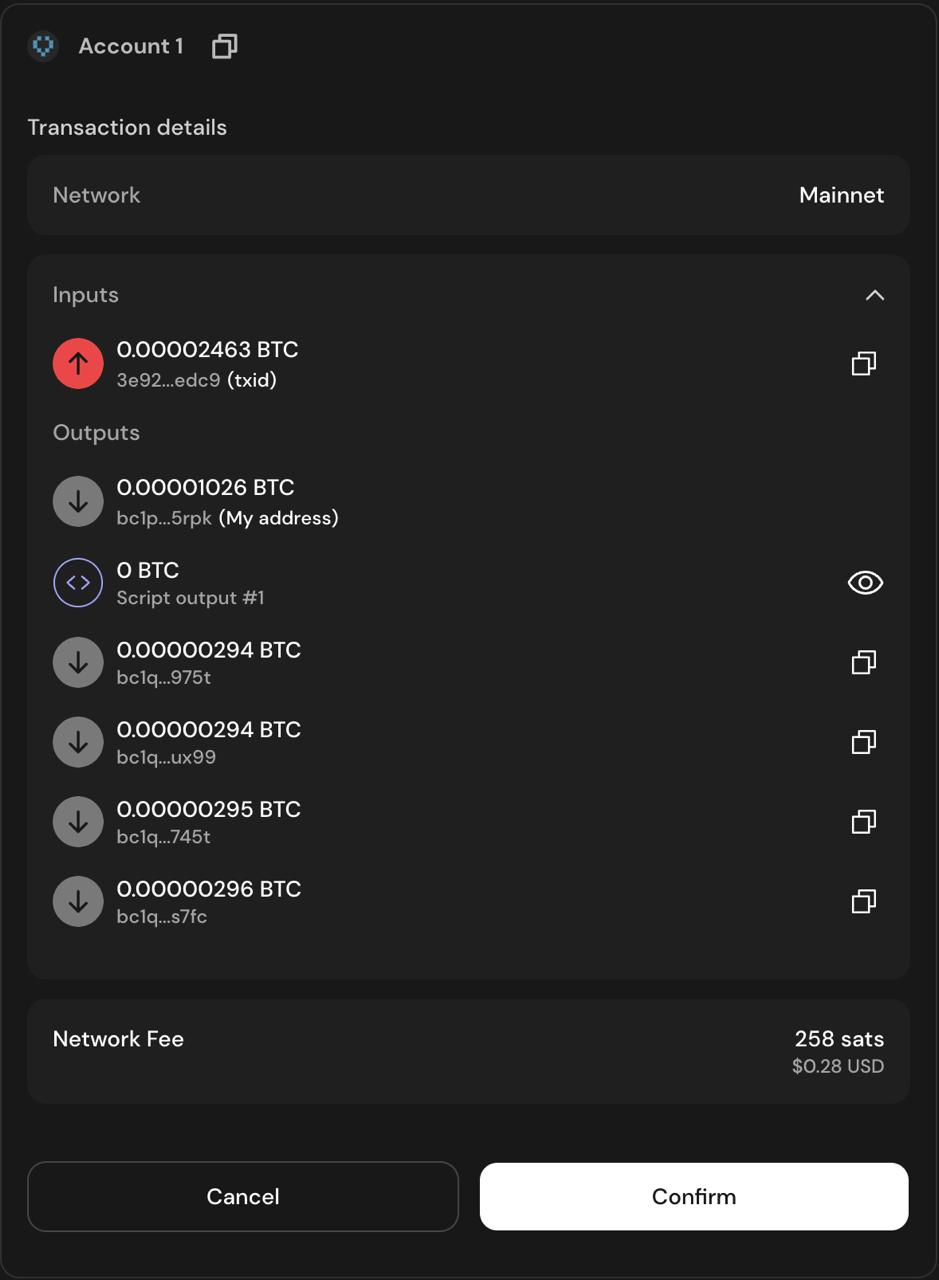 Account 1
Transaction details
Network
Mainnet
Inputs
0.00002463 BTC
3e92...edc9 (txid)
Outputs
0.00001026 BTC
bc1p...5rpk (My address)
0 BTC
Script output #1
0.00000294 BTC
bc1q...975t
0.00000294 BTC
bc1q...ux99
0.00000295 BTC
bc1q...745t
0.00000296 BTC
bc1q...s7fc
Network Fee
258 sats
$0.28 USD
Cancel
Confirm